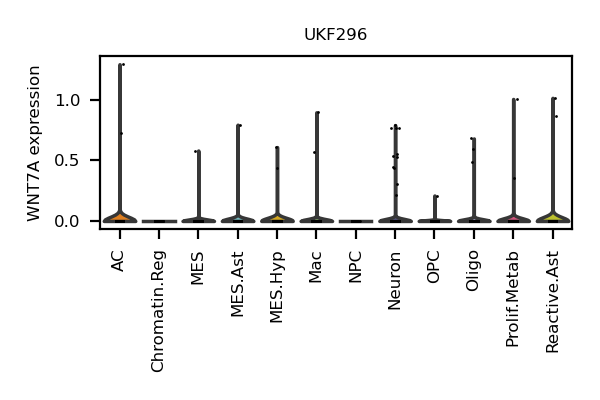 UKF296
WNT7A expression
1.0
0.5
0.0
AC
Chromatin.Reg
MES
MES.Ast
MES.Hyp
Mac
NPC
Neuron
OPC
Oligo
Prolif.Metab
Reactive.Ast